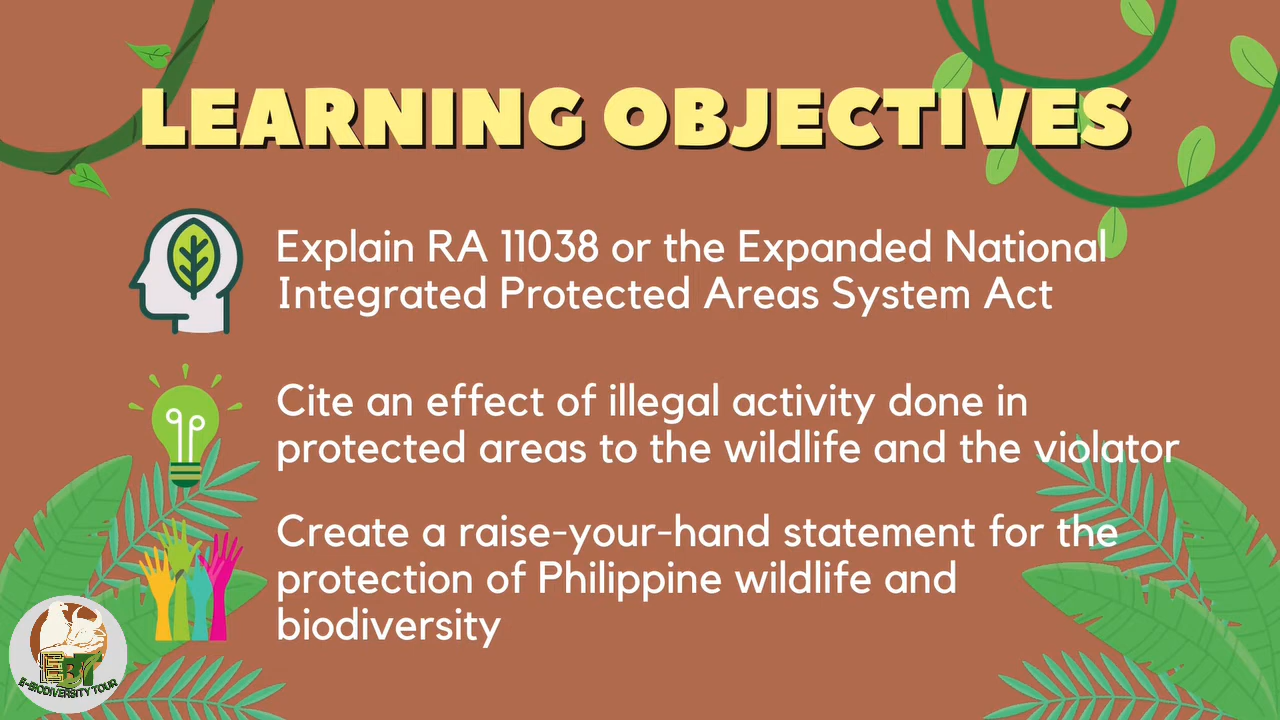 LEARNING OBJECTIVES
Explain RA 11038 or the Expanded National
Integrated Protected Areas System Act
Cite an effect of illegal activity done in
protected areas to the wildlife and the violator
Create a raise-your-hand statement for the
protection of Philippine wildlife and
biodiversity
EBT
E-BIODIVERSITY TOUR